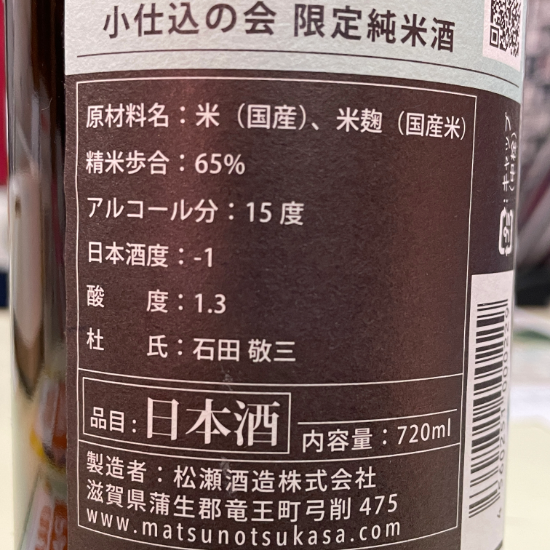 小仕込の会 限定純米酒
原材料名：米（国産）、米麹（国産米）
精米歩合：65%
アルコール分：15度
日本酒度：-1
酸 度：1.3
杜 氏：石田 敬三
品目：日本酒
内容量：720ml
製造者：松瀬酒造株式会社
滋賀県蒲生郡竜王町弓削 475
www.matsunotsukasa.com
：キャップ